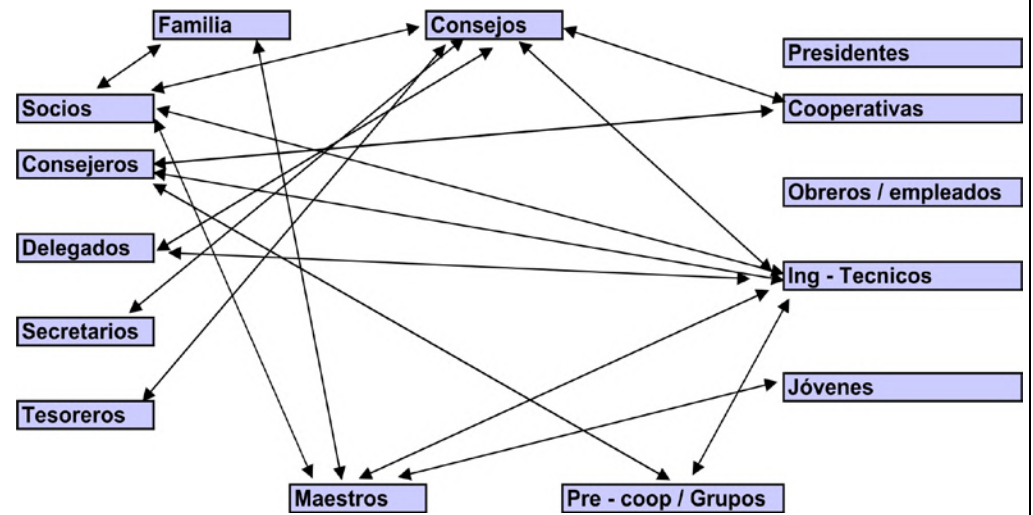 Familia
Consejos
Presidentes
Socios
Cooperativas
Consejeros
Obreros / empleados
Delegados
Ing - Tecnicos
Secretarios
Jóvenes
Tesoreros
Maestros
Pre - coop / Grupos